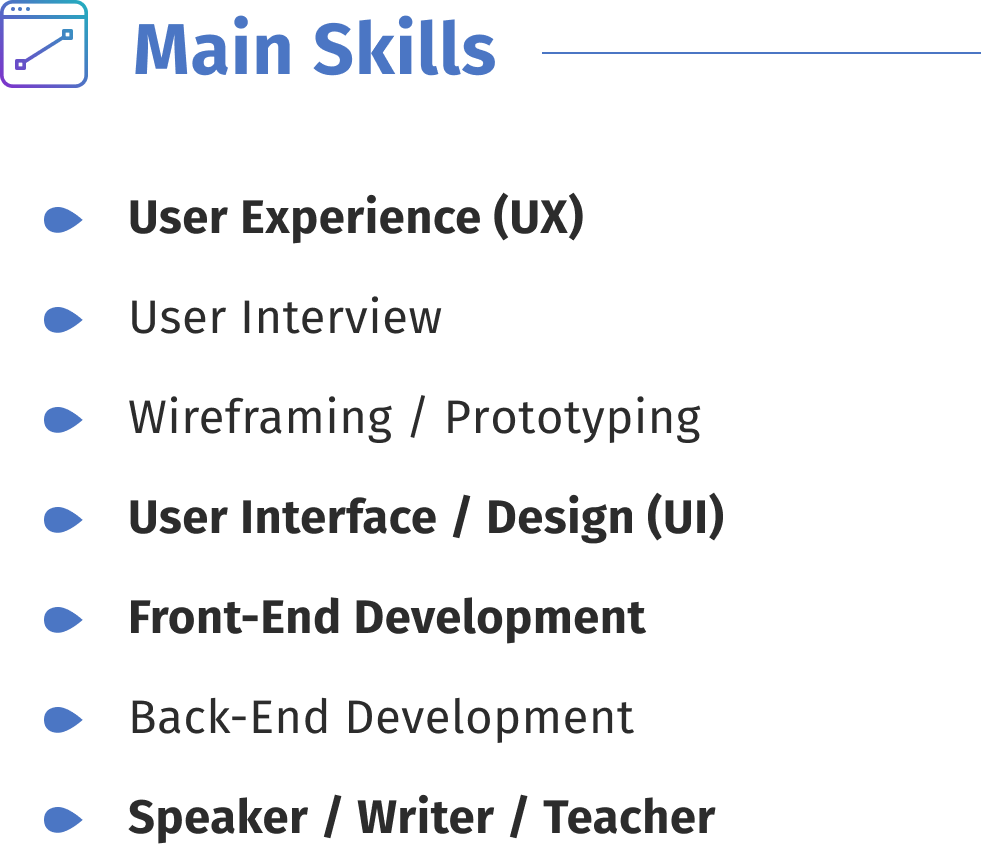 Main Skills
User Experience (UX)
User Interview
Wireframing / Prototyping
User Interface / Design (UI)
Front-End Development
Back-End Development
Speaker / Writer / Teacher